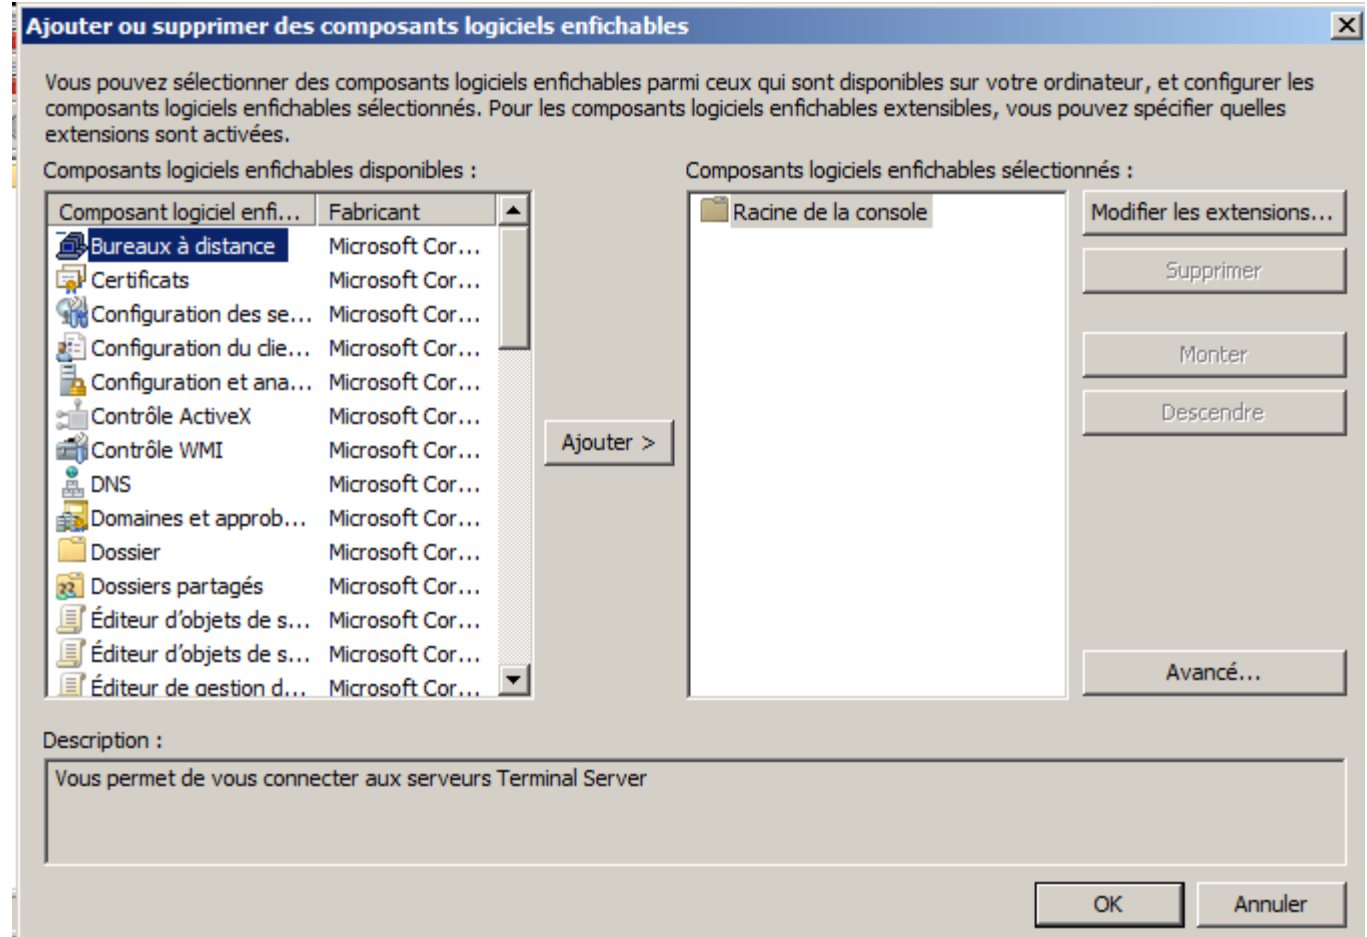 Ajouter ou supprimer des composants logiciels enfichables
Vous pouvez sélectionner des composants logiciels enfichables parmi ceux qui sont disponibles sur votre ordinateur, et configurer les
composants logiciels enfichables sélectionnés. Pour les composants logiciels enfichables extensibles, vous pouvez spécifier quelles
extensions sont activées.
Composants logiciels enfichables disponibles :
Composant logiciel enfi... Fabricant
Bureaux à distance Microsoft Cor...
Certificats Microsoft Cor...
Configuration des se... Microsoft Cor...
Configuration du clie... Microsoft Cor...
Configuration et ana... Microsoft Cor...
Contrôle ActiveX Microsoft Cor...
Contrôle WMI Microsoft Cor...
DNS Microsoft Cor...
Domaines et approb... Microsoft Cor...
Dossier Microsoft Cor...
Dossiers partagés Microsoft Cor...
Éditeur d'objets de s... Microsoft Cor...
Éditeur d'objets de s... Microsoft Cor...
Éditeur de gestion d... Microsoft Cor...
Ajouter >
Composants logiciels enfichables sélectionnés :
Racine de la console
Modifier les extensions...
Supprimer
Monter
Descendre
Avancé...
Description :
Vous permet de vous connecter aux serveurs Terminal Server
OK
Annuler